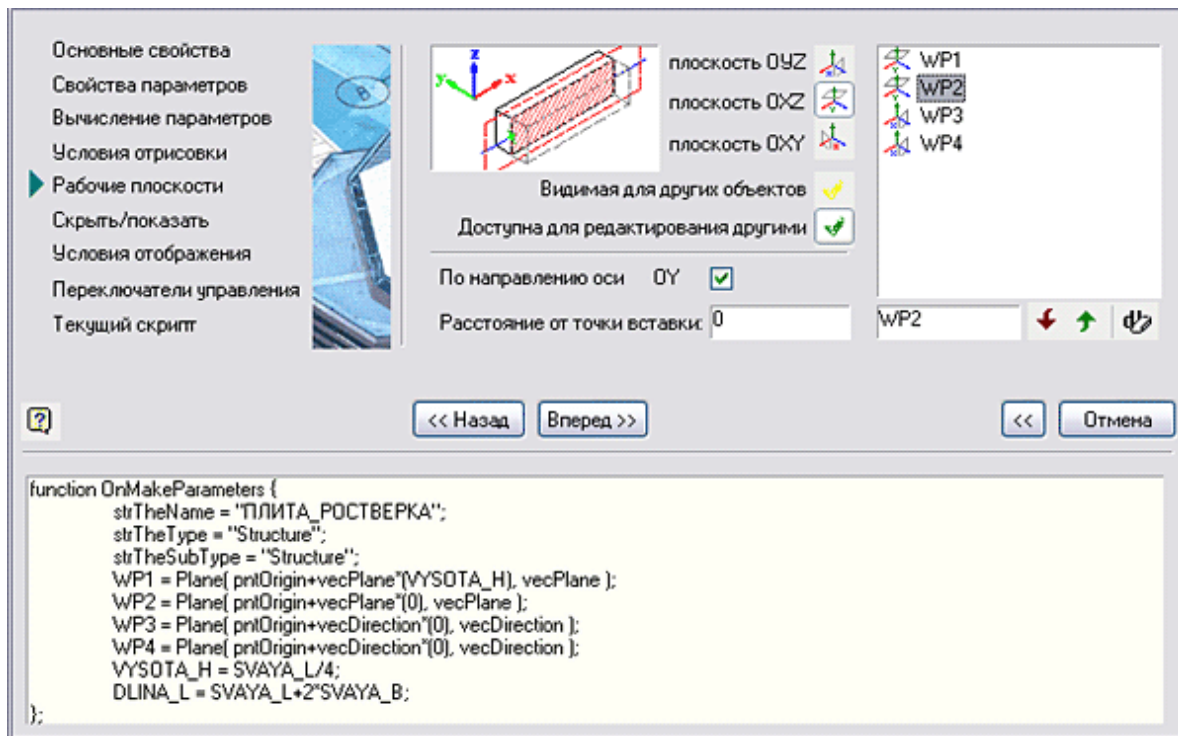 Основные свойства
Свойства параметров
Вычисление параметров
Условия отрисовки
Рабочие плоскости
Скрыть/показать
Условия отображения
Переключатели управления
Текущий скрипт
z
y
x
плоскость OYZ
плоскость OXZ
плоскость OXY
Видимая для других объектов
Доступна для редактирования другими
По направлению оси OY
Расстояние от точки вставки: 0
WP1
WP2
WP3
WP4
WP2
<< Назад
Вперед >>
<<
Отмена
function OnMakeParameters {
strTheName = "ПЛИТА_РОСТВЕРКА";
strTheType = "Structure";
strTheSubType = "Structure";
WP1 = Plane( pntOrigin+vecPlane*(VYSOTA_H), vecPlane );
WP2 = Plane( pntOrigin+vecPlane*(0), vecPlane );
WP3 = Plane( pntOrigin+vecDirection*(0), vecDirection );
WP4 = Plane( pntOrigin+vecDirection*(0), vecDirection );
VYSOTA_H = SVAYA_L/4;
DLINA_L = SVAYA_L+2*SVAYA_B;
};